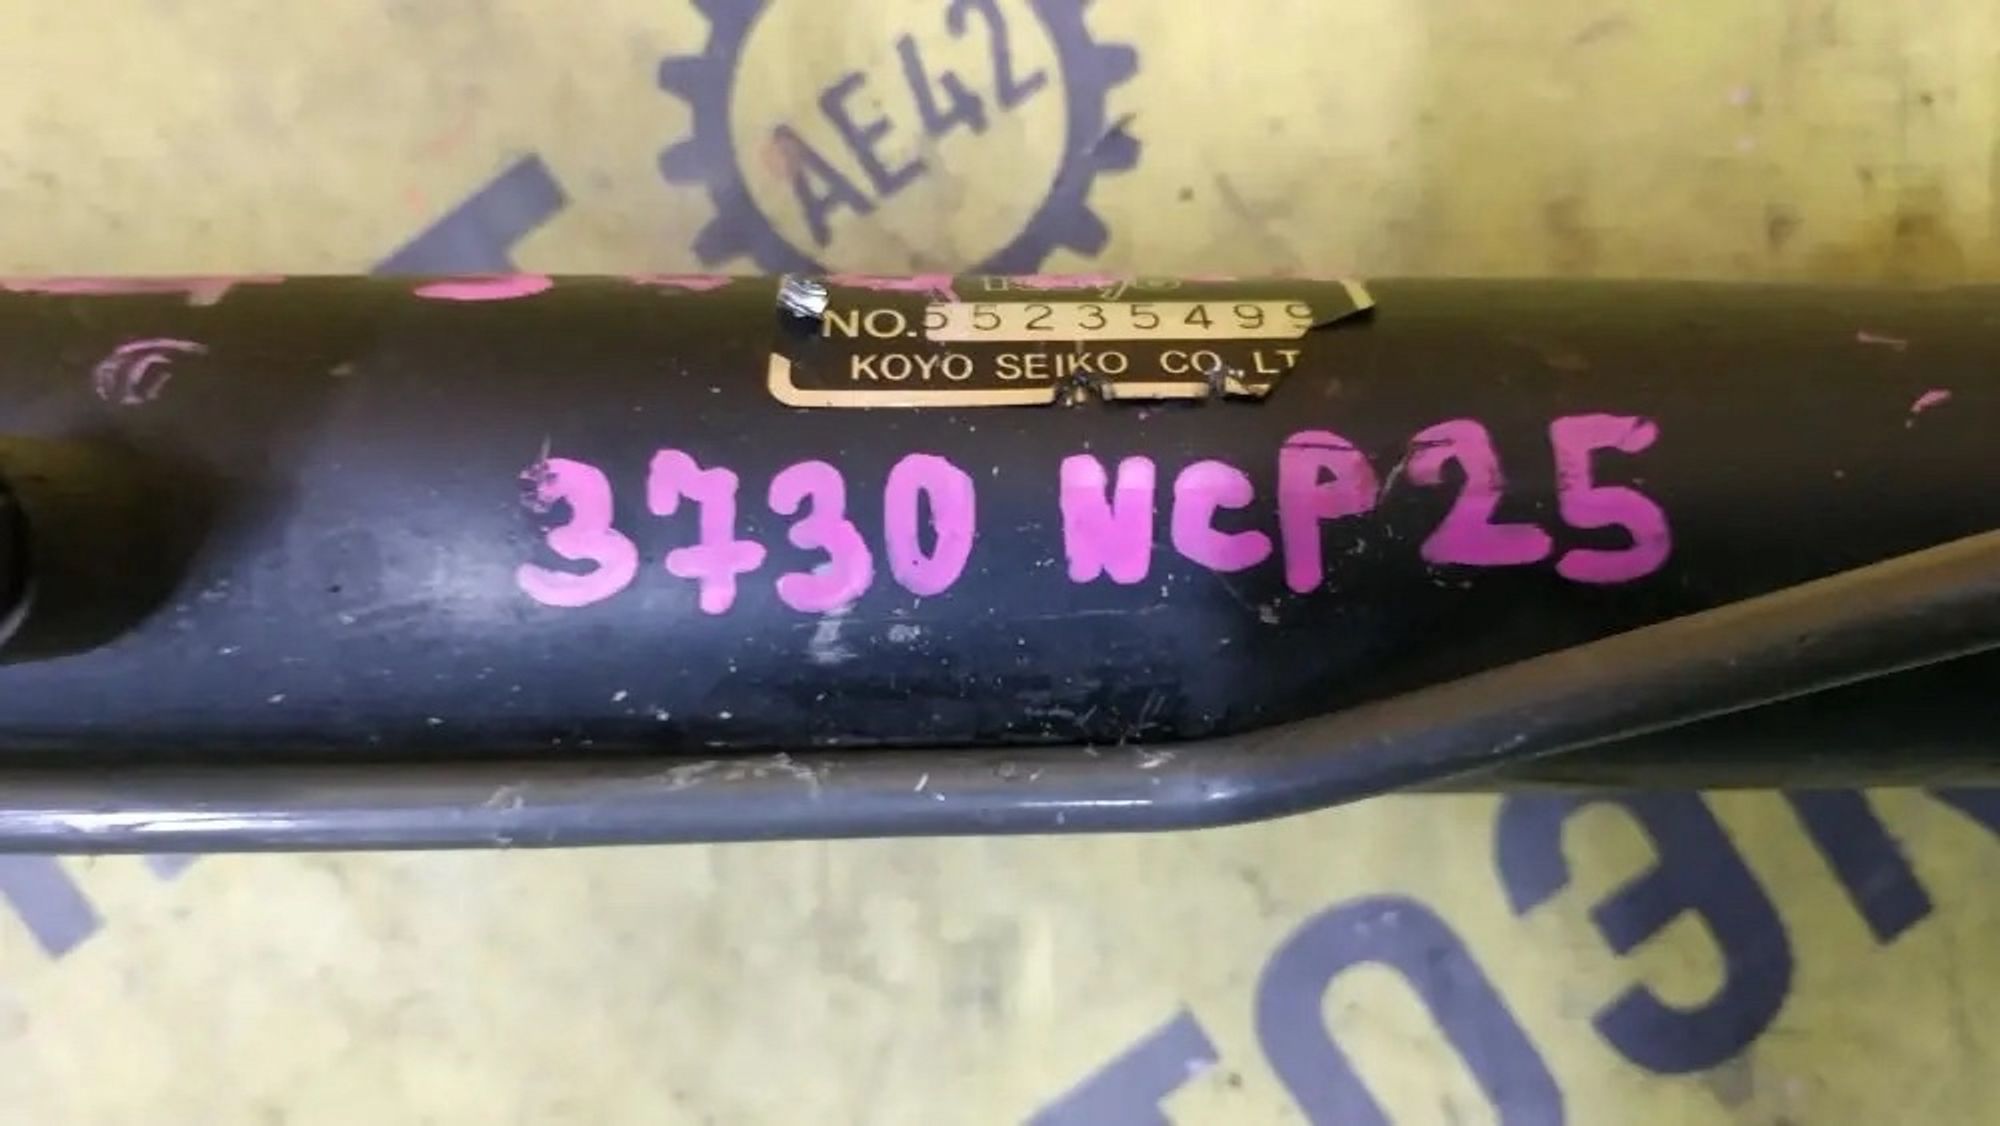 AE42
NO.55235499
KOYO SEIKO CO., LT
3730 NCP25